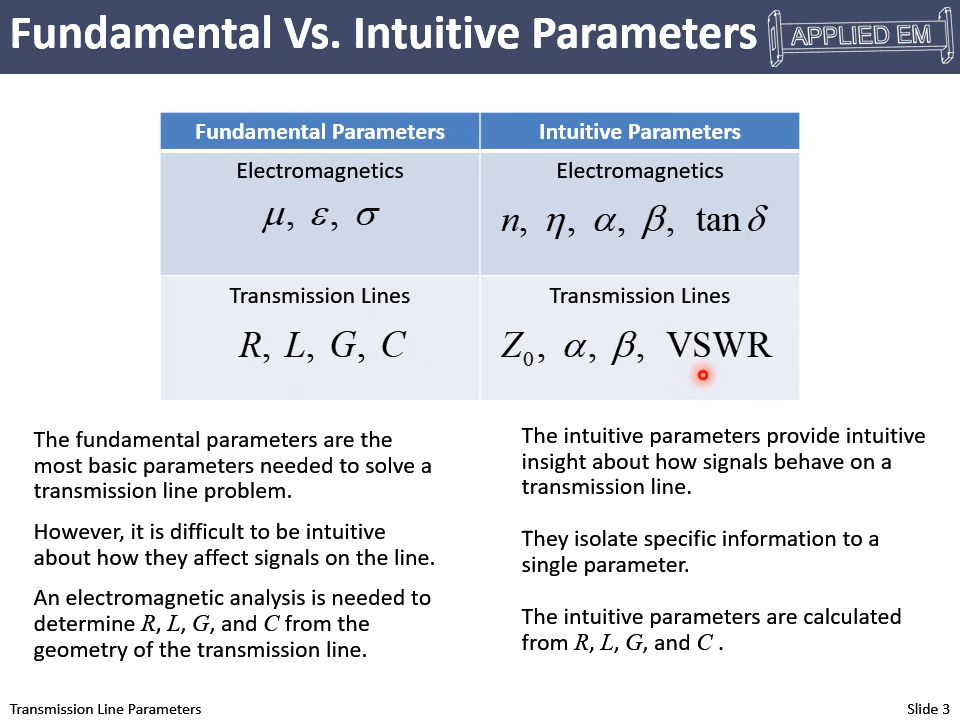 Fundamental Vs. Intuitive Parameters
APPLIED EM
Fundamental Parameters
Intuitive Parameters
Electromagnetics
μ, ε, σ
Electromagnetics
n, η, α, β, tan δ
Transmission Lines
R, L, G, C
Transmission Lines
Z₀, α, β, VSWR
The fundamental parameters are the
most basic parameters needed to solve a
transmission line problem.
However, it is difficult to be intuitive
about how they affect signals on the line.
An electromagnetic analysis is needed to
determine R, L, G, and C from the
geometry of the transmission line.
The intuitive parameters provide intuitive
insight about how signals behave on a
transmission line.
They isolate specific information to a
single parameter.
The intuitive parameters are calculated
from R, L, G, and C .
Transmission Line Parameters
Slide 3